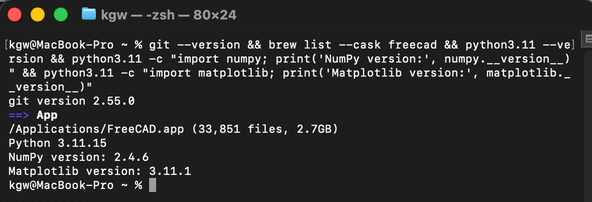 kgw — -zsh — 80×24
[kgw@MacBook-Pro ~ % git --version && brew list --cask freecad && python3.11 --ve]
rsion && python3.11 -c "import numpy; print('NumPy version:', numpy.__version__)
" && python3.11 -c "import matplotlib; print('Matplotlib version:', matplotlib._
_version__)"
git version 2.55.0
==> App
/Applications/FreeCAD.app (33,851 files, 2.7GB)
Python 3.11.15
NumPy version: 2.4.6
Matplotlib version: 3.11.1
kgw@MacBook-Pro ~ %